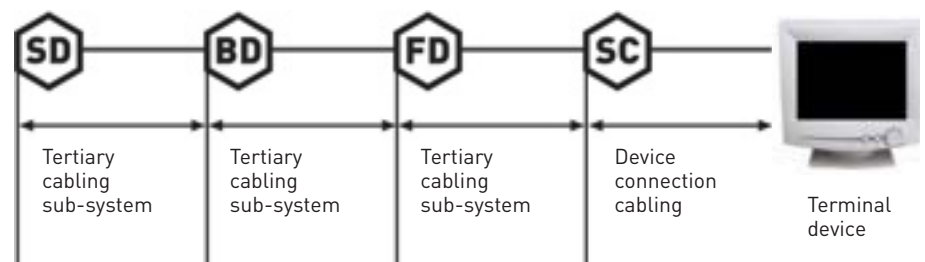 SD
BD
FD
SC
Tertiary
cabling
sub-system
Tertiary
cabling
sub-system
Tertiary
cabling
sub-system
Device
connection
cabling
Terminal
device